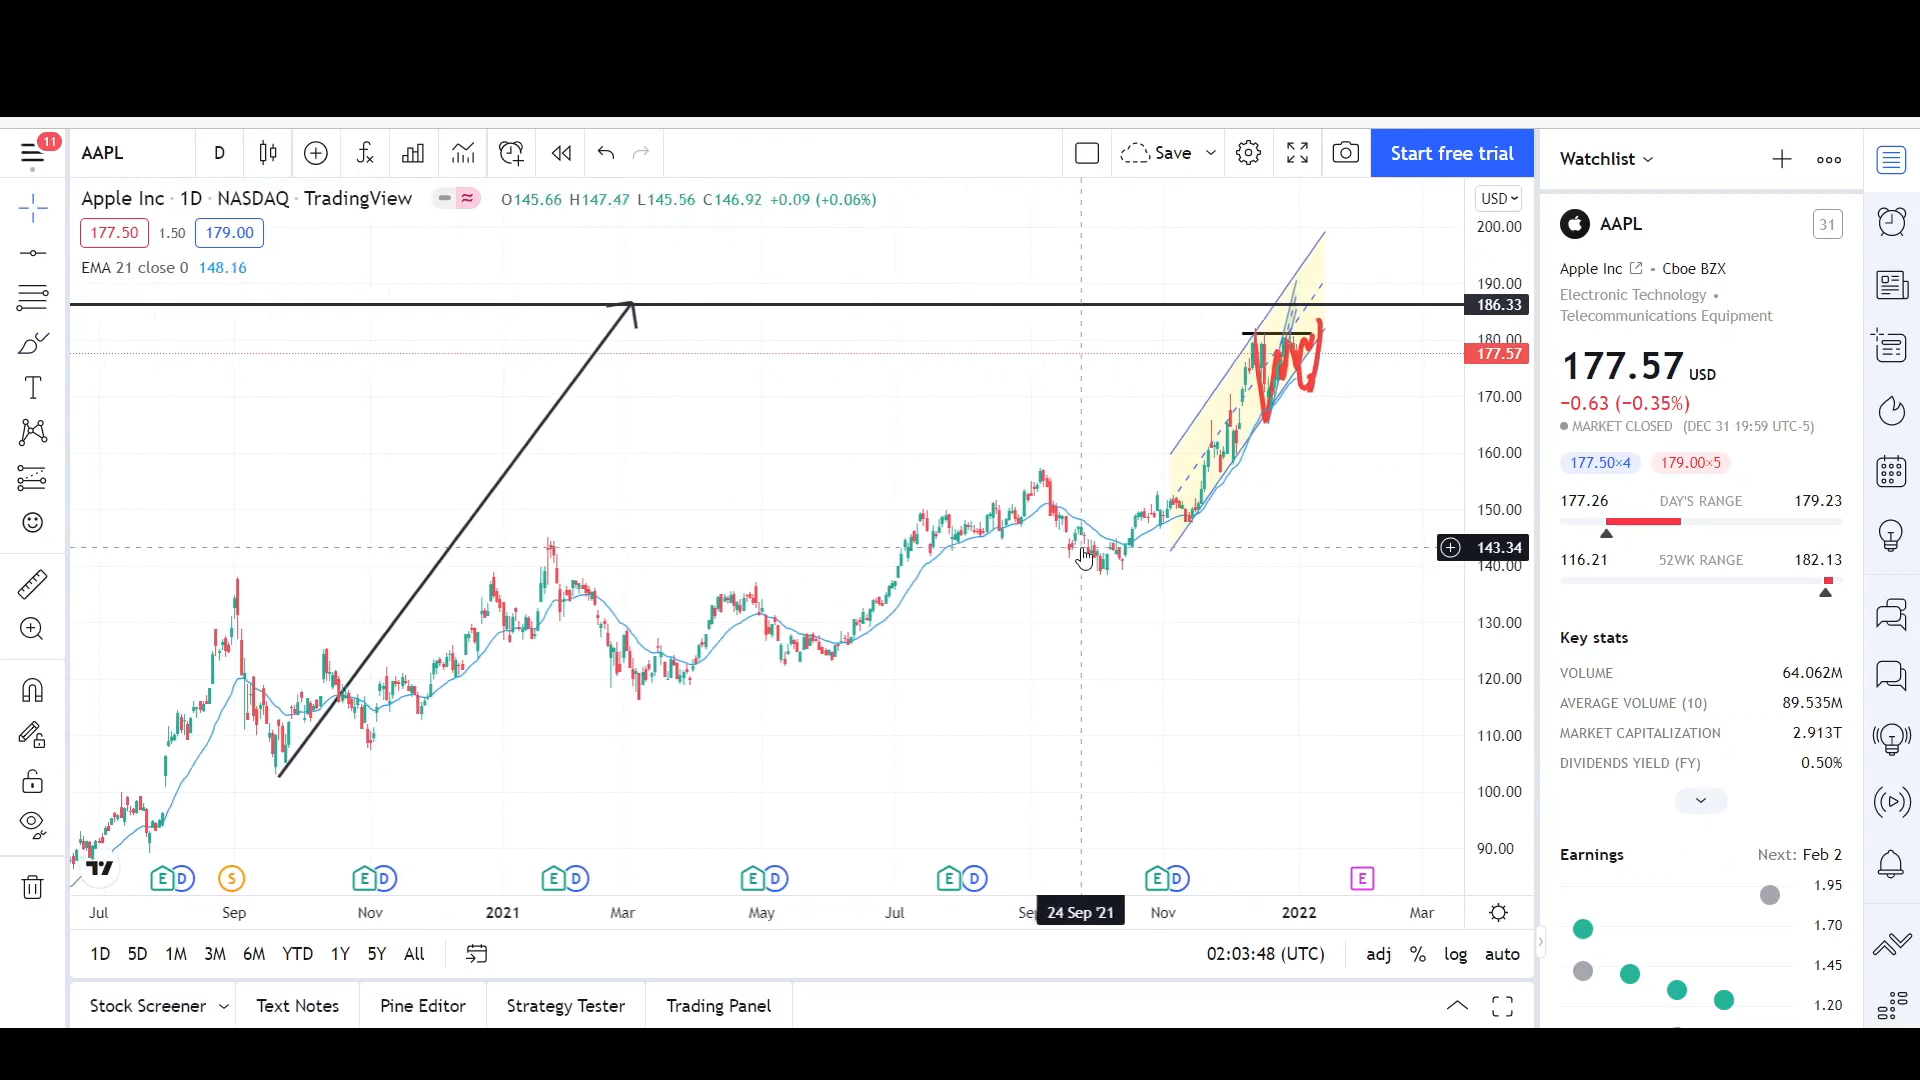 11
AAPL D Save Start free trial
Watchlist
Apple Inc · 1D · NASDAQ · TradingView O145.66 H147.47 L145.56 C146.92 +0.09 (+0.06%)
USD
177.50 1.50 179.00
EMA 21 close 0 148.16
200.00
190.00
186.33
180.00
177.57
170.00
160.00
150.00
143.34
140.00
130.00
120.00
110.00
100.00
90.00
E D S E D E D E D E D E D E
Jul Sep Nov 2021 Mar May Jul 24 Sep '21 Nov 2022 Mar
1D 5D 1M 3M 6M YTD 1Y 5Y All 02:03:48 (UTC) adj % log auto
Stock Screener Text Notes Pine Editor Strategy Tester Trading Panel
AAPL 31
Apple Inc • Cboe BZX
Electronic Technology •
Telecommunications Equipment
177.57 USD
−0.63 (−0.35%)
MARKET CLOSED (DEC 31 19:59 UTC-5)
177.50×4 179.00×5
177.26 DAY'S RANGE 179.23
116.21 52WK RANGE 182.13
Key stats
VOLUME 64.062M
AVERAGE VOLUME (10) 89.535M
MARKET CAPITALIZATION 2.913T
DIVIDENDS YIELD (FY) 0.50%
Earnings Next: Feb 2
1.95
1.70
1.45
1.20